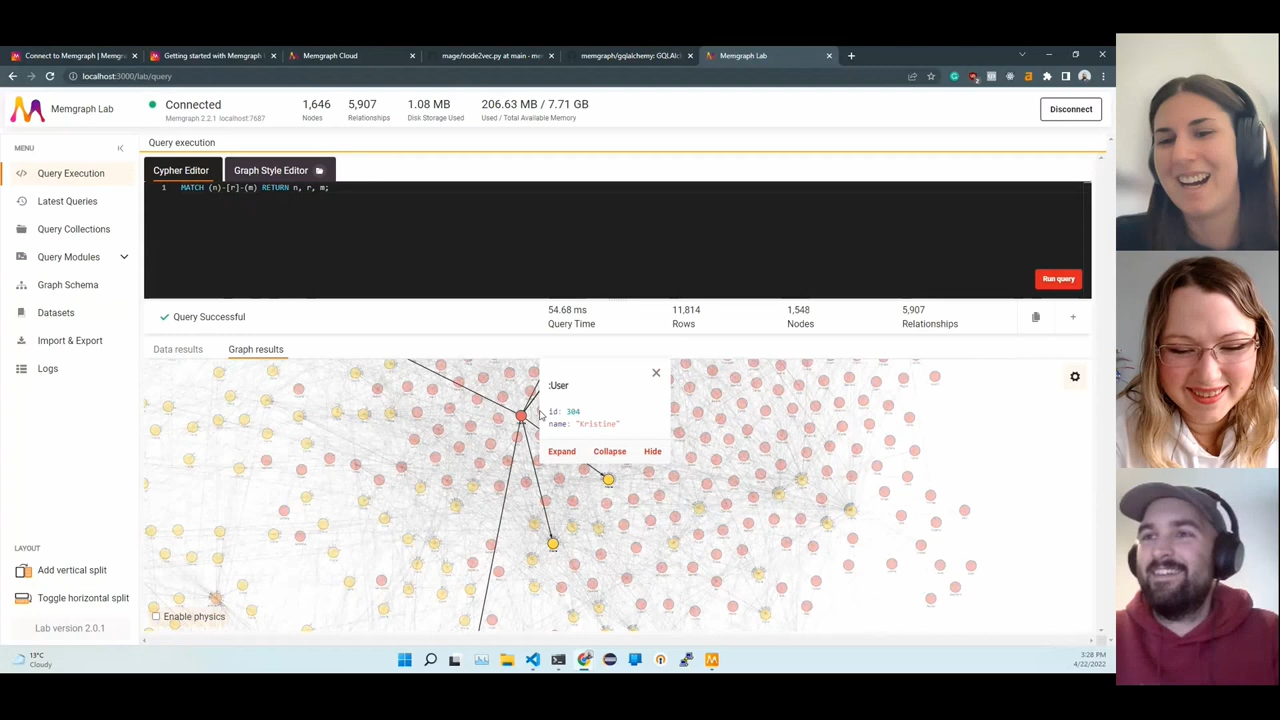 Connect to Memgraph | Memgra
Getting started with Memgraph
Memgraph Cloud
mage/node2vec.py at main · me
memgraph/gqlalchemy: GQLAlc
Memgraph Lab
localhost:3000/lab/query
Memgraph Lab
Connected
Memgraph 2.2.1 localhost:7687
1,646
Nodes
5,907
Relationships
1.08 MB
Disk Storage Used
206.63 MB / 7.71 GB
Used / Total Available Memory
Disconnect
MENU
Query Execution
Latest Queries
Query Collections
Query Modules
Graph Schema
Datasets
Import & Export
Logs
LAYOUT
Add vertical split
Toggle horizontal split
Lab version 2.0.1
Query execution
Cypher Editor
Graph Style Editor
1 MATCH (n)-[r]-(m) RETURN n, r, m;
Run query
Query Successful
54.68 ms
Query Time
11,814
Rows
1,548
Nodes
5,907
Relationships
Data results
Graph results
:User
id: 304
name: "Kristine"
Expand
Collapse
Hide
Enable physics
13°C
Cloudy
3:28 PM
4/22/2022